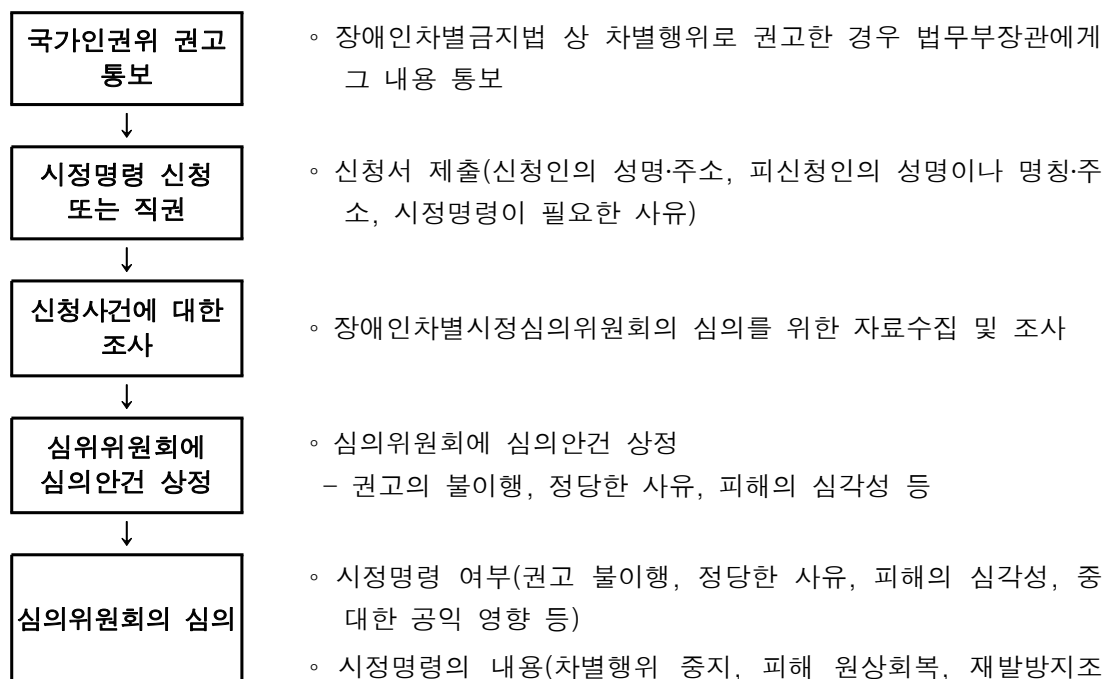 국가인권위 권고
통보
◦ 장애인차별금지법 상 차별행위로 권고한 경우 법무부장관에게
그 내용 통보
↓
시정명령 신청
또는 직권
◦ 신청서 제출(신청인의 성명·주소, 피신청인의 성명이나 명칭·주
소, 시정명령이 필요한 사유)
↓
신청사건에 대한
조사
◦ 장애인차별시정심의위원회의 심의를 위한 자료수집 및 조사
↓
심위위원회에
심의안건 상정
◦ 심의위원회에 심의안건 상정
- 권고의 불이행, 정당한 사유, 피해의 심각성 등
↓
심의위원회의 심의
◦ 시정명령 여부(권고 불이행, 정당한 사유, 피해의 심각성, 중
대한 공익 영향 등)
◦ 시정명령의 내용(차별행위 중지, 피해 원상회복, 재발방지조